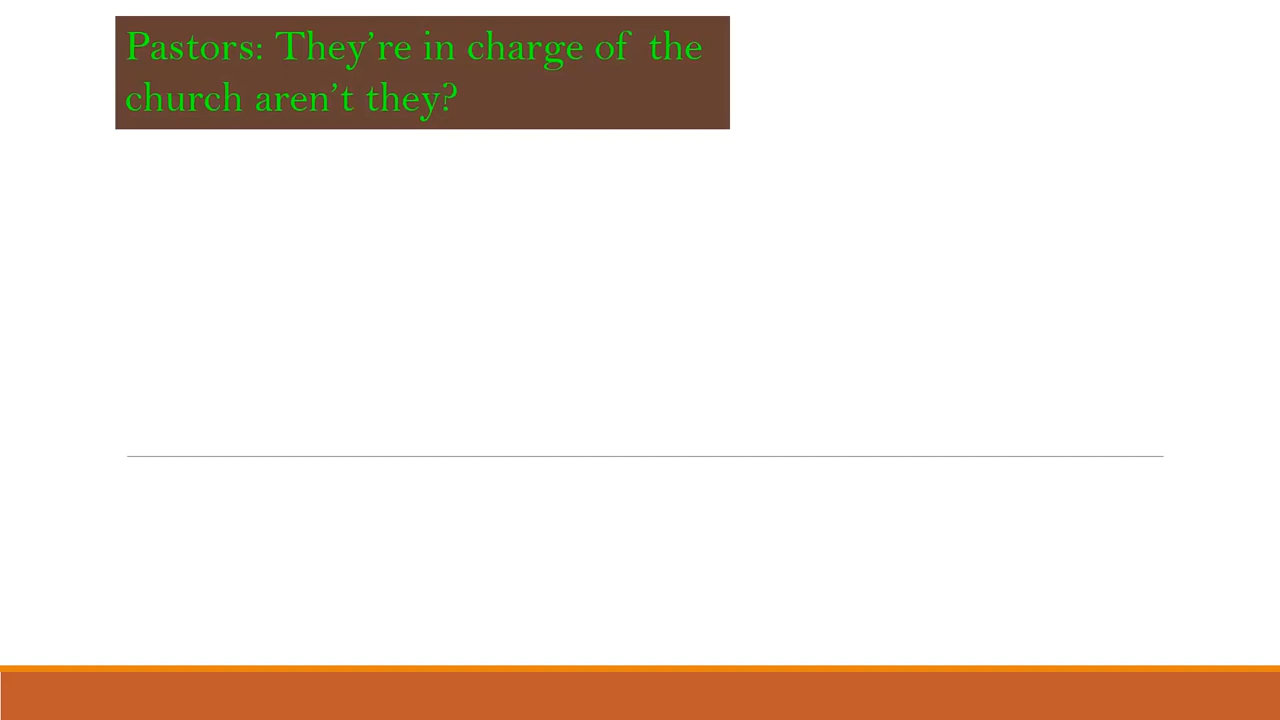 Pastors: They’re in charge of the
church aren’t they?